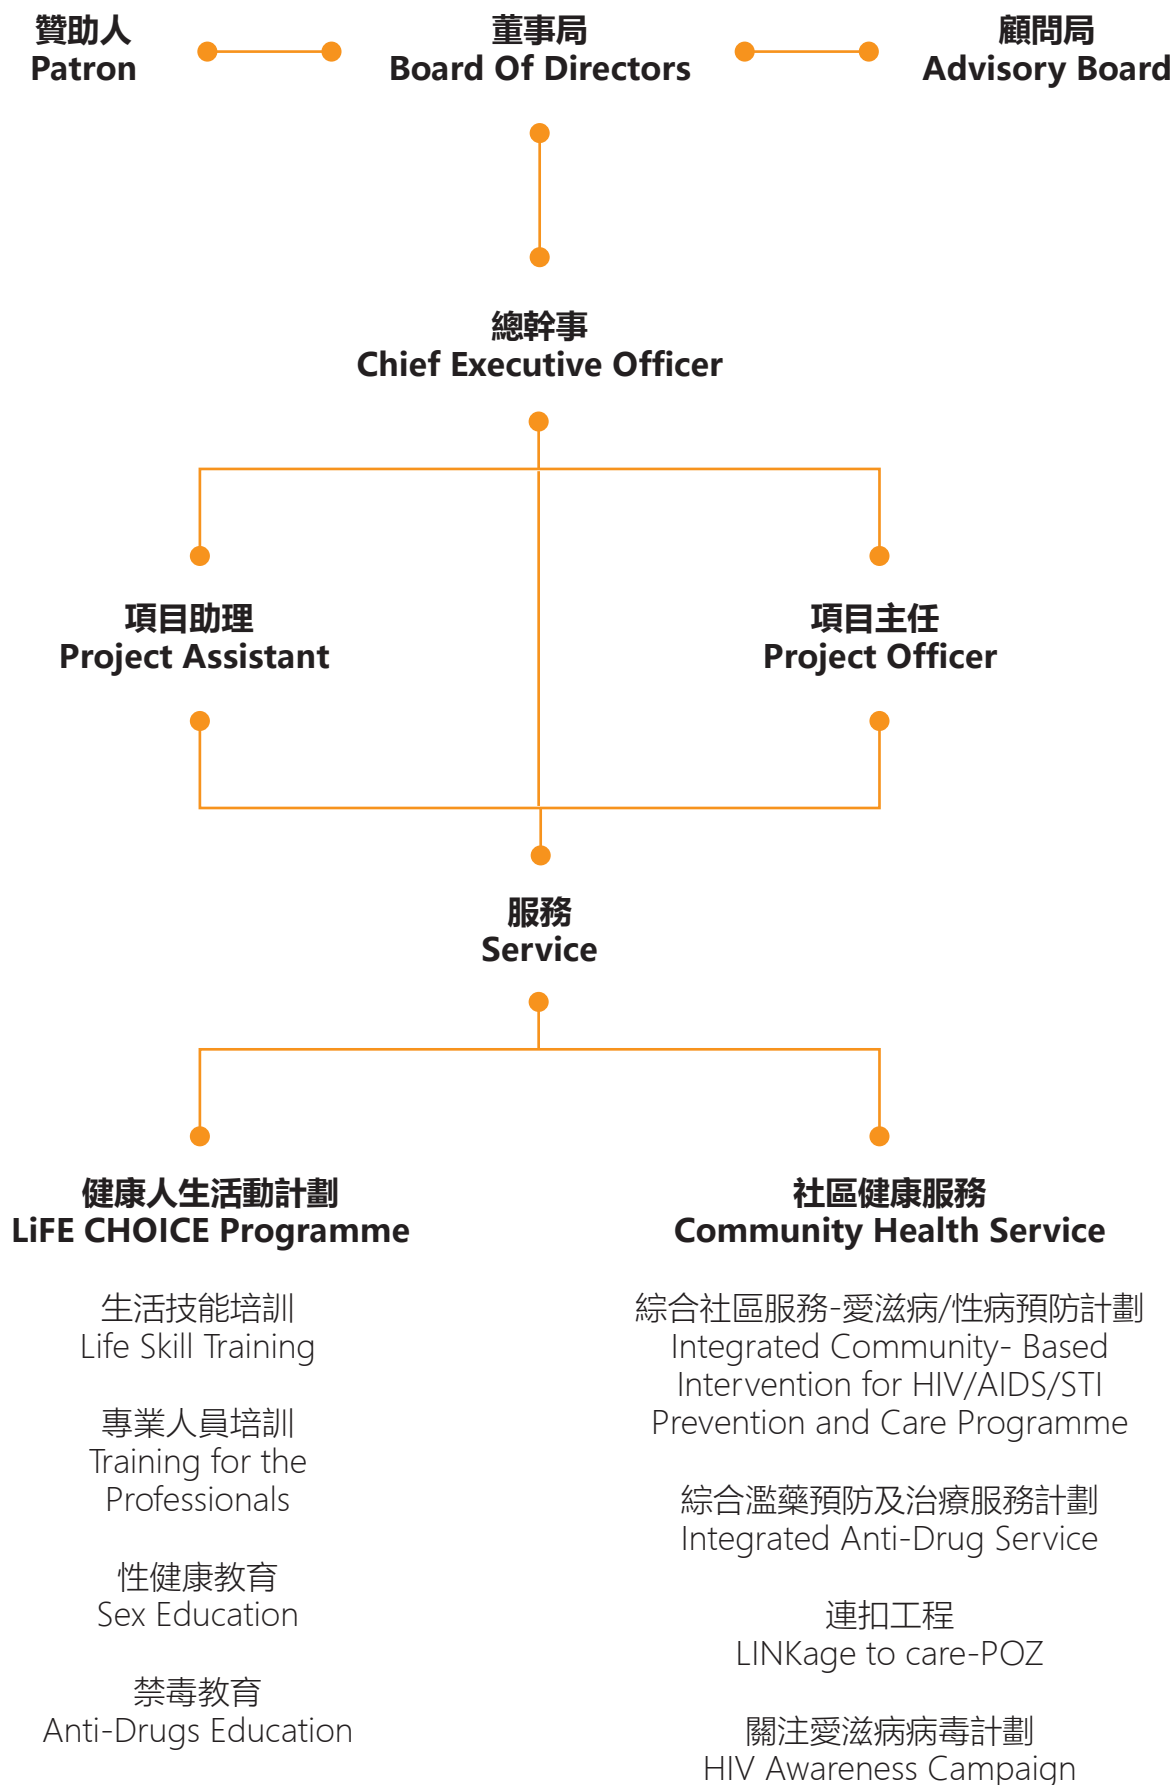 贊助人
Patron
董事局
Board Of Directors
顧問局
Advisory Board
總幹事
Chief Executive Officer
項目助理
Project Assistant
項目主任
Project Officer
服務
Service
健康人生活動計劃
LiFE CHOICE Programme
生活技能培訓
Life Skill Training
專業人員培訓
Training for the
Professionals
性健康教育
Sex Education
禁毒教育
Anti-Drugs Education
社區健康服務
Community Health Service
綜合社區服務-愛滋病/性病預防計劃
Integrated Community- Based
Intervention for HIV/AIDS/STI
Prevention and Care Programme
綜合濫藥預防及治療服務計劃
Integrated Anti-Drug Service
連扣工程
LINKage to care-POZ
關注愛滋病病毒計劃
HIV Awareness Campaign